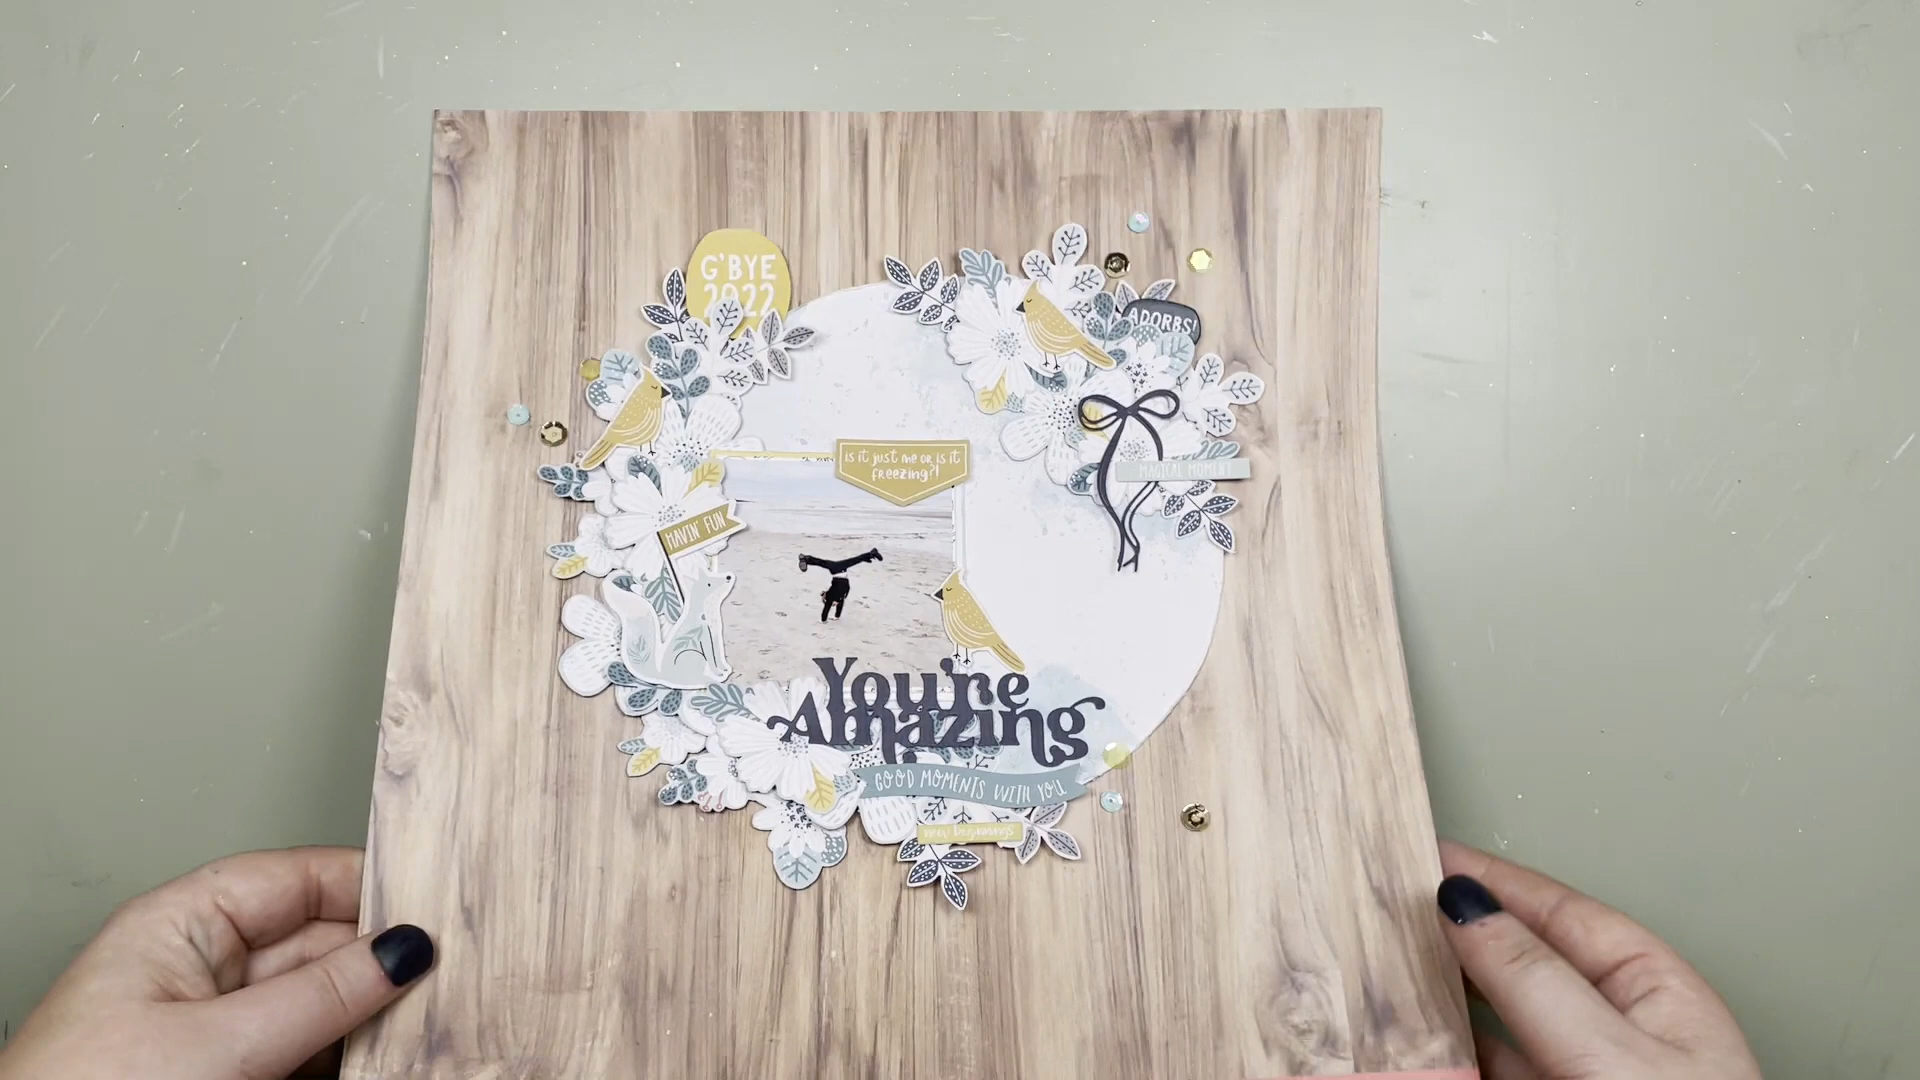 G'BYE
2022
ADORBS!
is it just me or is it
freezing?!
MAGICAL MOMENT
HAVIN' FUN
You're
Amazing
GOOD MOMENTS WITH YOU
new beginnings